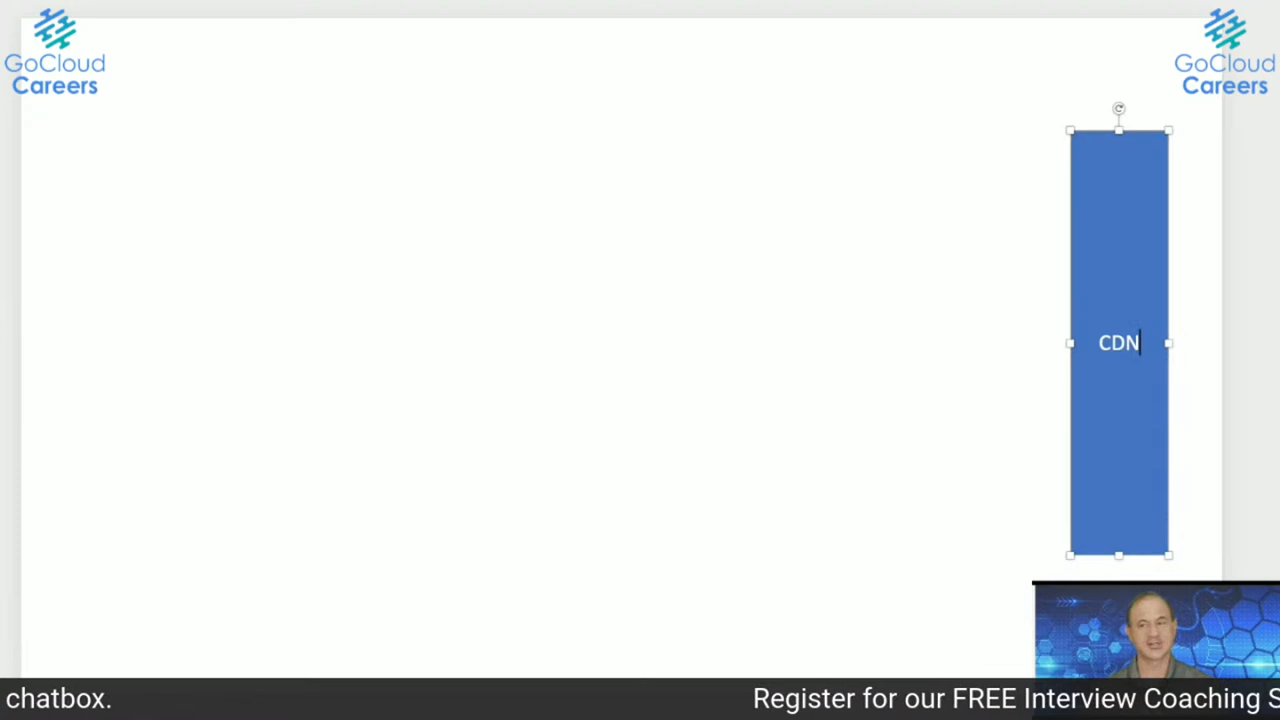 GoCloud
Careers
GoCloud
Careers
CDN
chatbox.
Register for our FREE Interview Coaching S